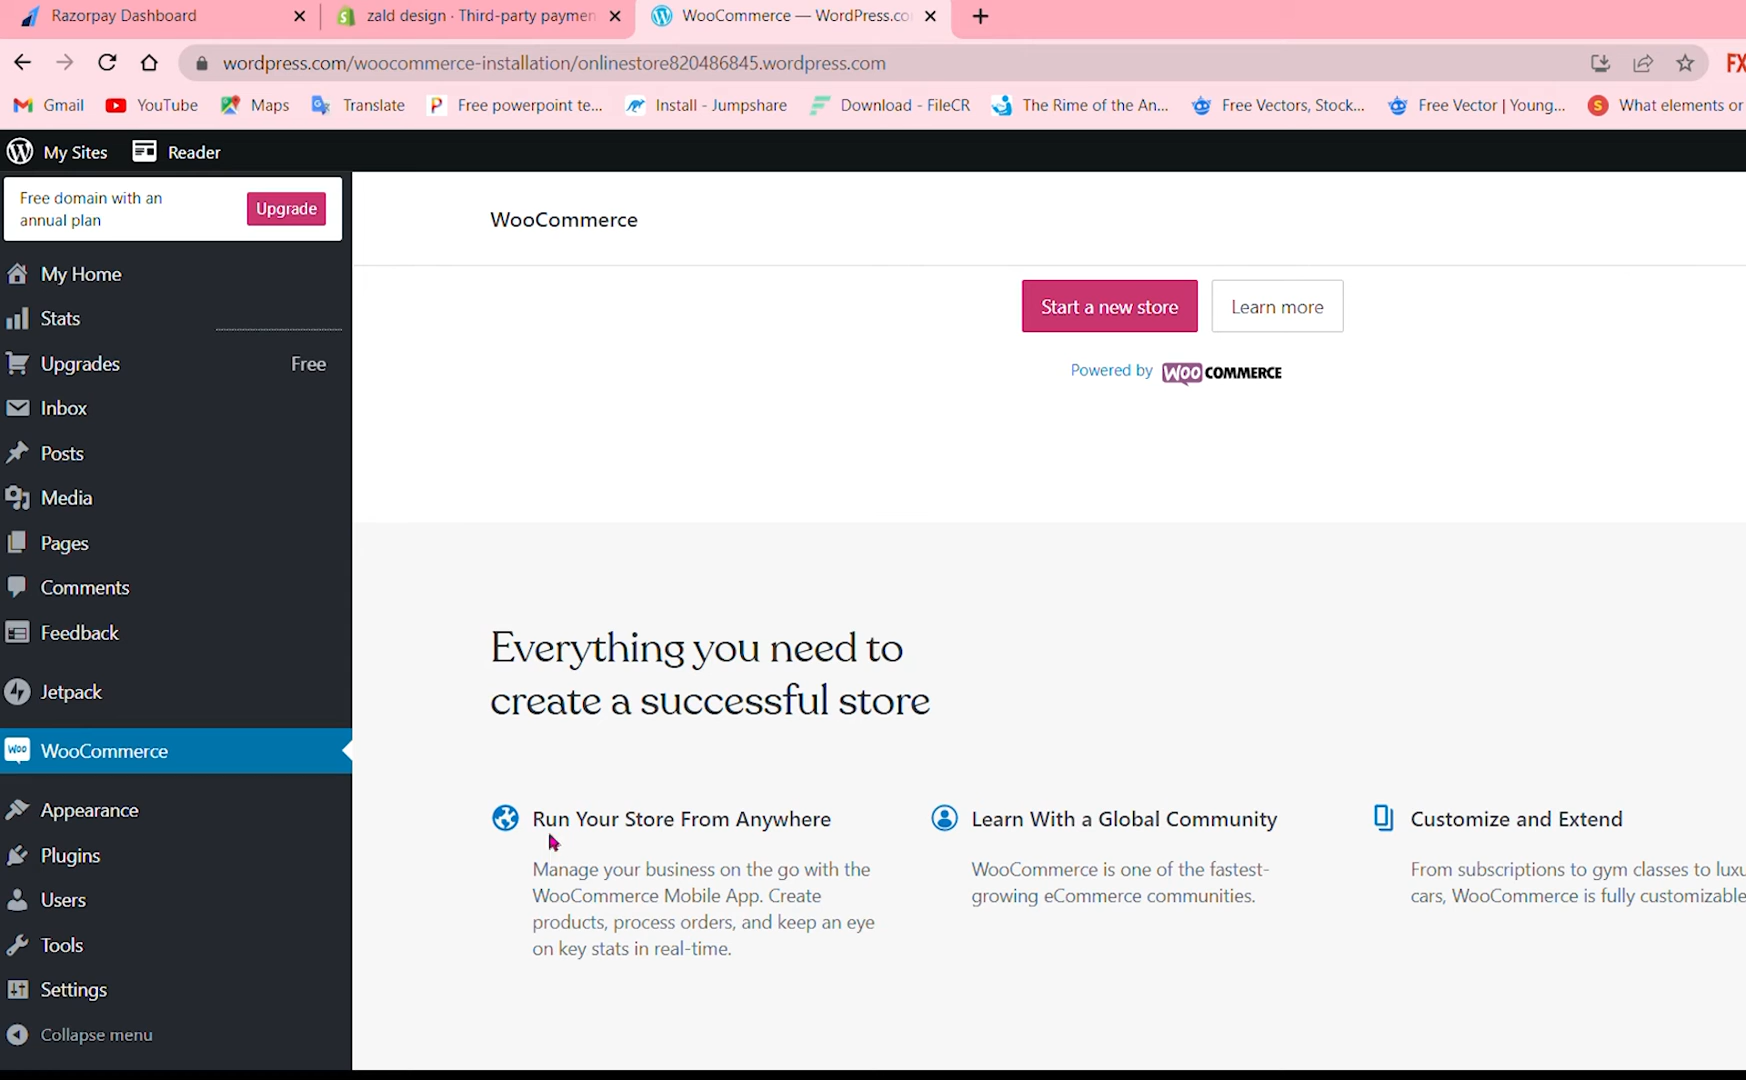 Razorpay Dashboard
zald design · Third-party paymen
WooCommerce — WordPress.co
wordpress.com/woocommerce-installation/onlinestore820486845.wordpress.com
FX
Gmail
YouTube
Maps
Translate
Free powerpoint te...
Install - Jumpshare
Download - FileCR
The Rime of the An...
Free Vectors, Stock...
Free Vector | Young...
What elements or
My Sites
Reader
Free domain with an
annual plan
Upgrade
My Home
Stats
Upgrades
Free
Inbox
Posts
Media
Pages
Comments
Feedback
Jetpack
WooCommerce
Appearance
Plugins
Users
Tools
Settings
Collapse menu
WooCommerce
Start a new store
Learn more
Powered by WOO COMMERCE
Everything you need to
create a successful store
Run Your Store From Anywhere
Manage your business on the go with the
WooCommerce Mobile App. Create
products, process orders, and keep an eye
on key stats in real-time.
Learn With a Global Community
WooCommerce is one of the fastest-
growing eCommerce communities.
Customize and Extend
From subscriptions to gym classes to luxu
cars, WooCommerce is fully customizable